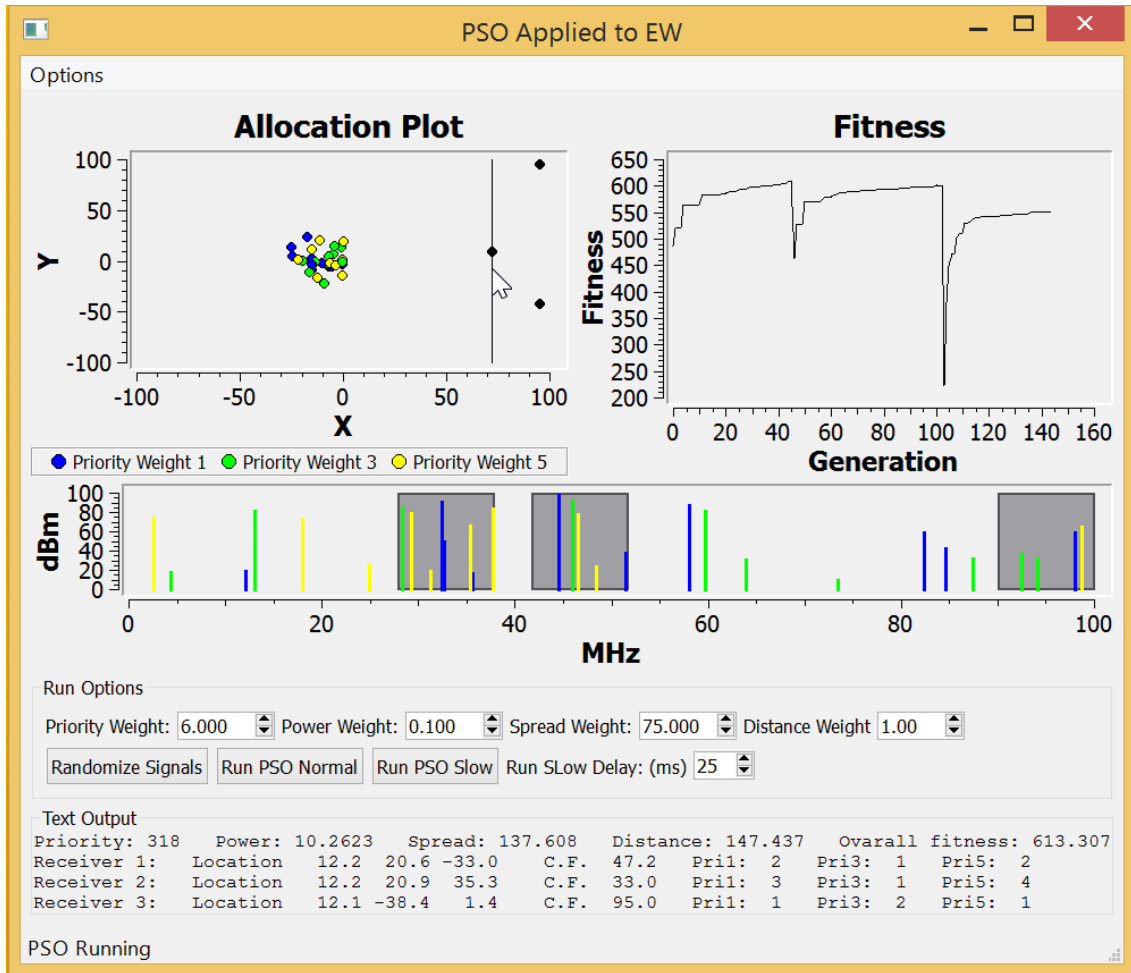 PSO Applied to EW
Options
Allocation Plot
100
50
0
-50
-100
Y
-100 -50 0 50 100
X
Priority Weight 1 Priority Weight 3 Priority Weight 5
Fitness
650
600
550
500
450
400
350
300
250
200
Fitness
0 20 40 60 80 100 120 140 160
Generation
100
80
60
40
20
0
dBm
0 20 40 60 80 100
MHz
Run Options
Priority Weight: 6.000 Power Weight: 0.100 Spread Weight: 75.000 Distance Weight 1.00
Randomize Signals Run PSO Normal Run PSO Slow Run SLow Delay: (ms) 25
Text Output
Priority: 318 Power: 10.2623 Spread: 137.608 Distance: 147.437 Ovarall fitness: 613.307
Receiver 1: Location 12.2 20.6 -33.0 C.F. 47.2 Pri1: 2 Pri3: 1 Pri5: 2
Receiver 2: Location 12.2 20.9 35.3 C.F. 33.0 Pri1: 3 Pri3: 1 Pri5: 4
Receiver 3: Location 12.1 -38.4 1.4 C.F. 95.0 Pri1: 1 Pri3: 2 Pri5: 1
PSO Running